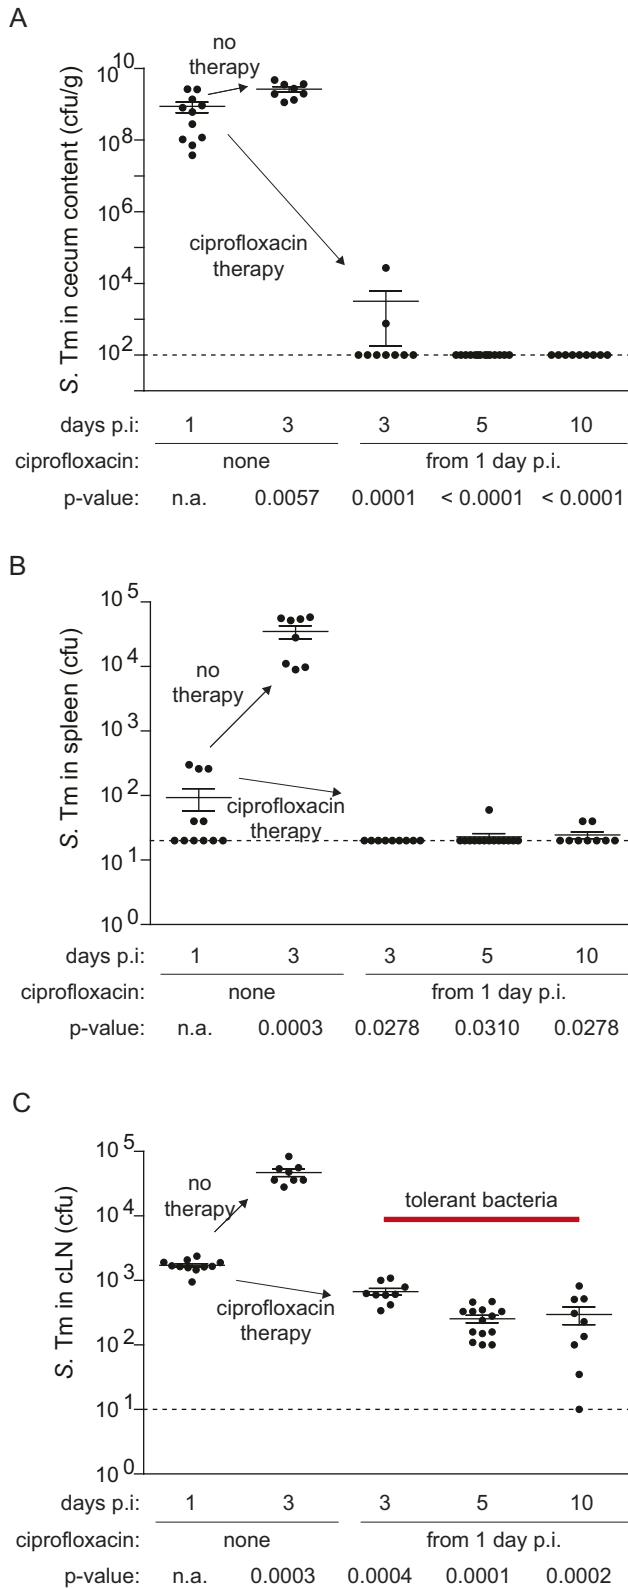 A
no
therapy
10^10
10^8
10^6
10^4
10^2
S. Tm in cecum content (cfu/g)
ciprofloxacin
therapy
days p.i: 1 3 3 5 10
ciprofloxacin: none from 1 day p.i.
p-value: n.a. 0.0057 0.0001 < 0.0001 < 0.0001
B
10^5
10^4
10^3
10^2
10^1
10^0
S. Tm in spleen (cfu)
no
therapy
ciprofloxacin
therapy
days p.i: 1 3 3 5 10
ciprofloxacin: none from 1 day p.i.
p-value: n.a. 0.0003 0.0278 0.0310 0.0278
C
10^5
10^4
10^3
10^2
10^1
10^0
S. Tm in cLN (cfu)
no
therapy
tolerant bacteria
ciprofloxacin
therapy
days p.i: 1 3 3 5 10
ciprofloxacin: none from 1 day p.i.
p-value: n.a. 0.0003 0.0004 0.0001 0.0002